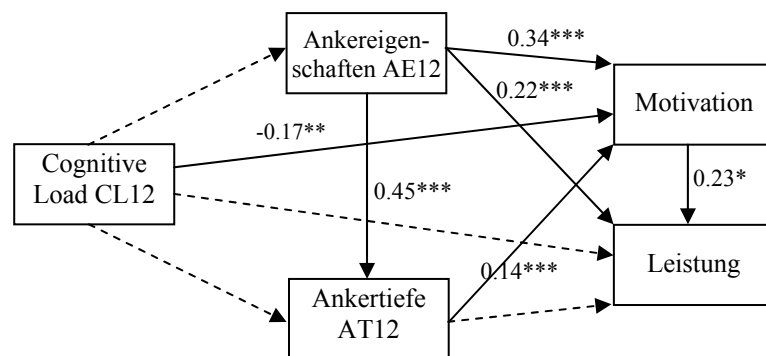 Ankereigen-
schaften AE12
0.34***
0.22***
Motivation
-0.17**
Cognitive
Load CL12
0.45***
0.23*
Leistung
0.14***
Ankertiefe
AT12